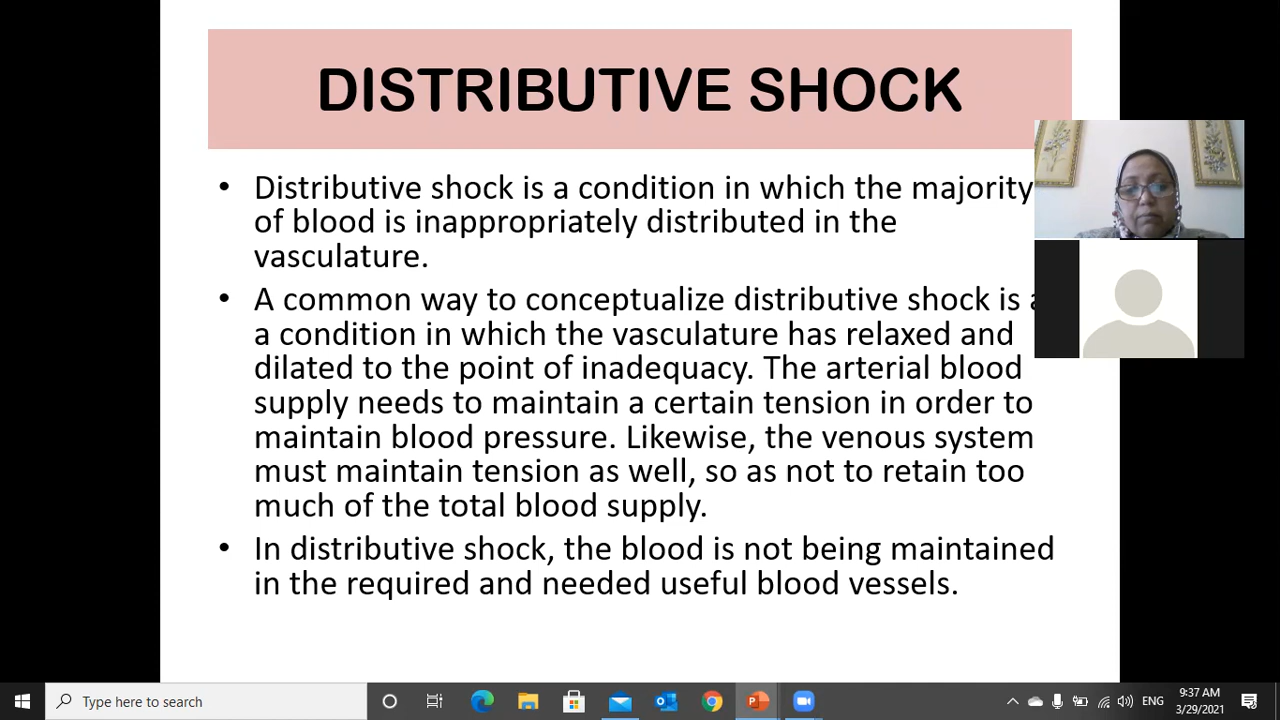 DISTRIBUTIVE SHOCK
• Distributive shock is a condition in which the majority
of blood is inappropriately distributed in the
vasculature.
• A common way to conceptualize distributive shock is
a condition in which the vasculature has relaxed and
dilated to the point of inadequacy. The arterial blood
supply needs to maintain a certain tension in order to
maintain blood pressure. Likewise, the venous system
must maintain tension as well, so as not to retain too
much of the total blood supply.
• In distributive shock, the blood is not being maintained
in the required and needed useful blood vessels.
Type here to search
ENG
9:37 AM
3/29/2021